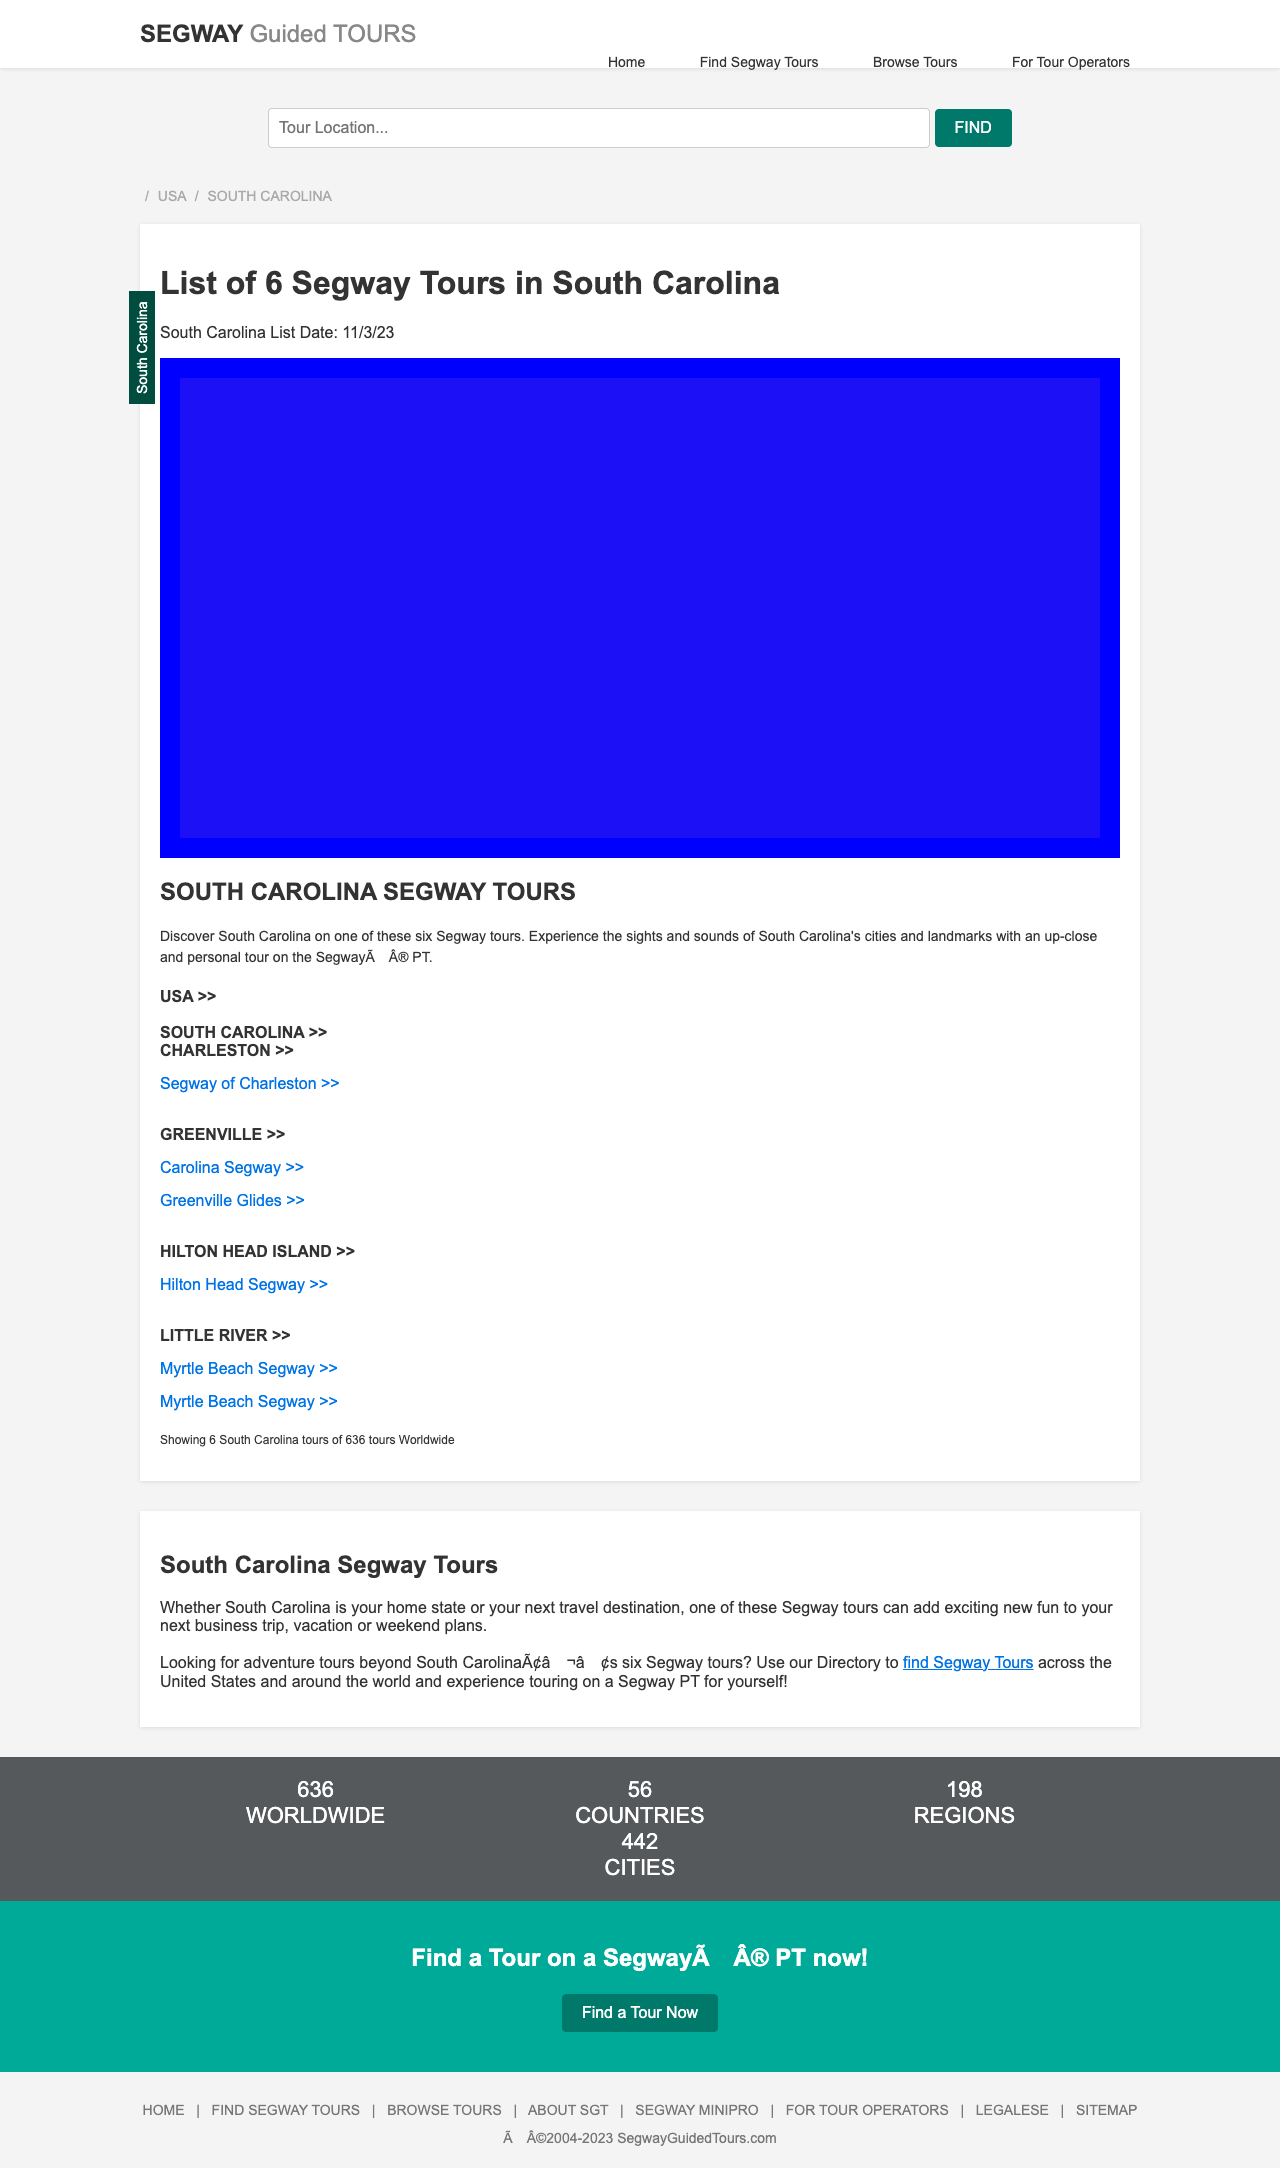 SEGWAY Guided TOURS
Home Find Segway Tours Browse Tours For Tour Operators
Tour Location... FIND
/ USA / SOUTH CAROLINA
South Carolina
List of 6 Segway Tours in South Carolina
South Carolina List Date: 11/3/23
SOUTH CAROLINA SEGWAY TOURS
Discover South Carolina on one of these six Segway tours. Experience the sights and sounds of South Carolina's cities and landmarks with an up-close
and personal tour on the SegwayÃ Â® PT.
USA >>
SOUTH CAROLINA >>
CHARLESTON >>
Segway of Charleston >>
GREENVILLE >>
Carolina Segway >>
Greenville Glides >>
HILTON HEAD ISLAND >>
Hilton Head Segway >>
LITTLE RIVER >>
Myrtle Beach Segway >>
Myrtle Beach Segway >>
Showing 6 South Carolina tours of 636 tours Worldwide
South Carolina Segway Tours
Whether South Carolina is your home state or your next travel destination, one of these Segway tours can add exciting new fun to your
next business trip, vacation or weekend plans.
Looking for adventure tours beyond South CarolinaÃ¢â ¬â ¢s six Segway tours? Use our Directory to find Segway Tours across the
United States and around the world and experience touring on a Segway PT for yourself!
636 56 198
WORLDWIDE COUNTRIES REGIONS
442
CITIES
Find a Tour on a SegwayÃ Â® PT now!
Find a Tour Now
HOME | FIND SEGWAY TOURS | BROWSE TOURS | ABOUT SGT | SEGWAY MINIPRO | FOR TOUR OPERATORS | LEGALESE | SITEMAP
Ã Â©2004-2023 SegwayGuidedTours.com